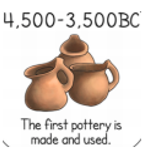 4,500-3,500BC
The first pottery is
made and used.